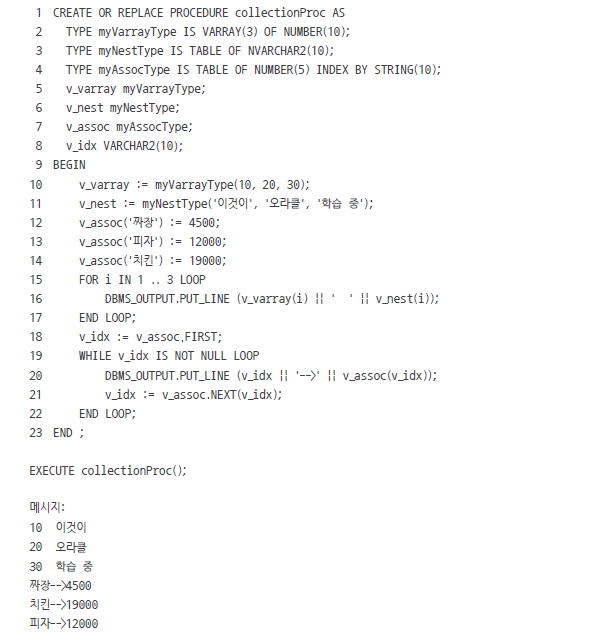 1 CREATE OR REPLACE PROCEDURE collectionProc AS
2 TYPE myVarrayType IS VARRAY(3) OF NUMBER(10);
3 TYPE myNestType IS TABLE OF NVARCHAR2(10);
4 TYPE myAssocType IS TABLE OF NUMBER(5) INDEX BY STRING(10);
5 v_varray myVarrayType;
6 v_nest myNestType;
7 v_assoc myAssocType;
8 v_idx VARCHAR2(10);
9 BEGIN
10 v_varray := myVarrayType(10, 20, 30);
11 v_nest := myNestType('이것이', '오라클', '학습 중');
12 v_assoc('짜장') := 4500;
13 v_assoc('피자') := 12000;
14 v_assoc('치킨') := 19000;
15 FOR i IN 1 .. 3 LOOP
16 DBMS_OUTPUT.PUT_LINE (v_varray(i) || '  ' || v_nest(i));
17 END LOOP;
18 v_idx := v_assoc.FIRST;
19 WHILE v_idx IS NOT NULL LOOP
20 DBMS_OUTPUT.PUT_LINE (v_idx || '-->' || v_assoc(v_idx));
21 v_idx := v_assoc.NEXT(v_idx);
22 END LOOP;
23 END ;
EXECUTE collectionProc();
메시지:
10 이것이
20 오라클
30 학습 중
짜장-->4500
치킨-->19000
피자-->12000